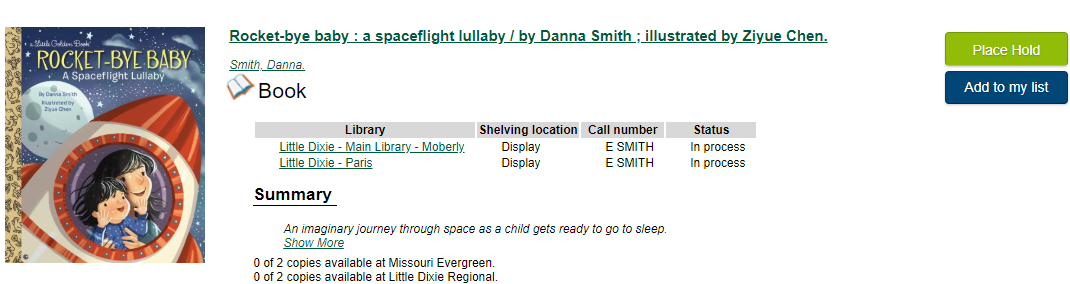 a Little Golden Book®
ROCKET-BYE BABY
A Spaceflight Lullaby
By Danna Smith
Illustrated by
Ziyue Chen
Rocket-bye baby : a spaceflight lullaby / by Danna Smith ; illustrated by Ziyue Chen.
Smith, Danna.
Book
Place Hold
Add to my list
Library Shelving location Call number Status
Little Dixie - Main Library - Moberly Display E SMITH In process
Little Dixie - Paris Display E SMITH In process
Summary
An imaginary journey through space as a child gets ready to go to sleep.
Show More
0 of 2 copies available at Missouri Evergreen.
0 of 2 copies available at Little Dixie Regional.